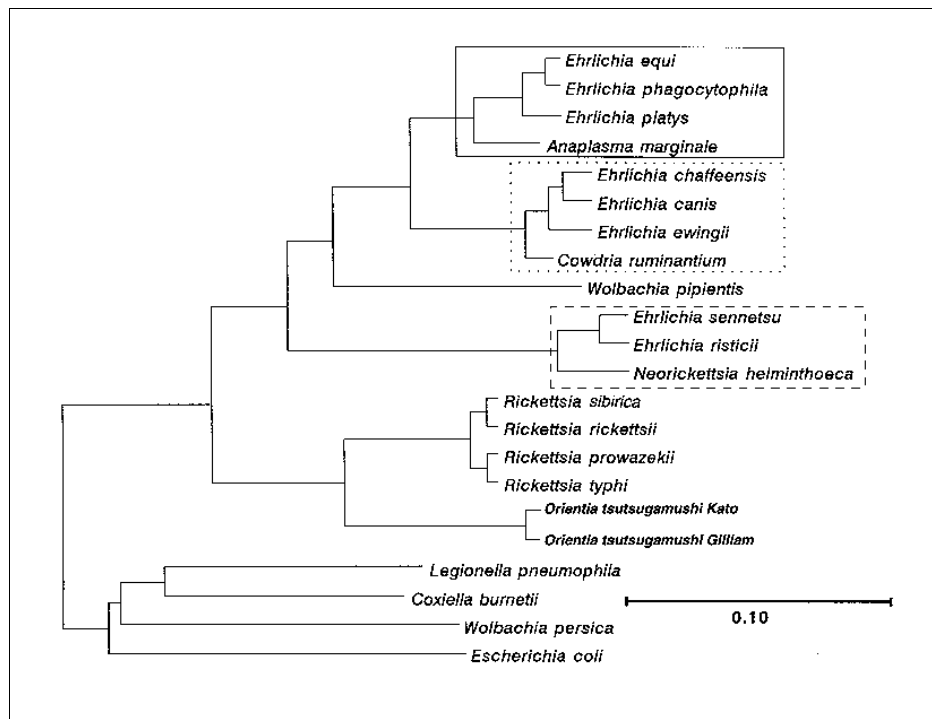 Ehrlichia equi
Ehrlichia phagocytophila
Ehrlichia platys
Anaplasma marginale
Ehrlichia chaffeensis
Ehrlichia canis
Ehrlichia ewingii
Cowdria ruminantium
Wolbachia pipientis
Ehrlichia sennetsu
Ehrlichia risticii
Neorickettsia helminthoeca
Rickettsia sibirica
Rickettsia rickettsii
Rickettsia prowazekii
Rickettsia typhi
Orientia tsutsugamushi Kato
Orientia tsutsugamushi Gilliam
Legionella pneumophila
Coxiella burnetii
Wolbachia persica
Escherichia coli
0.10